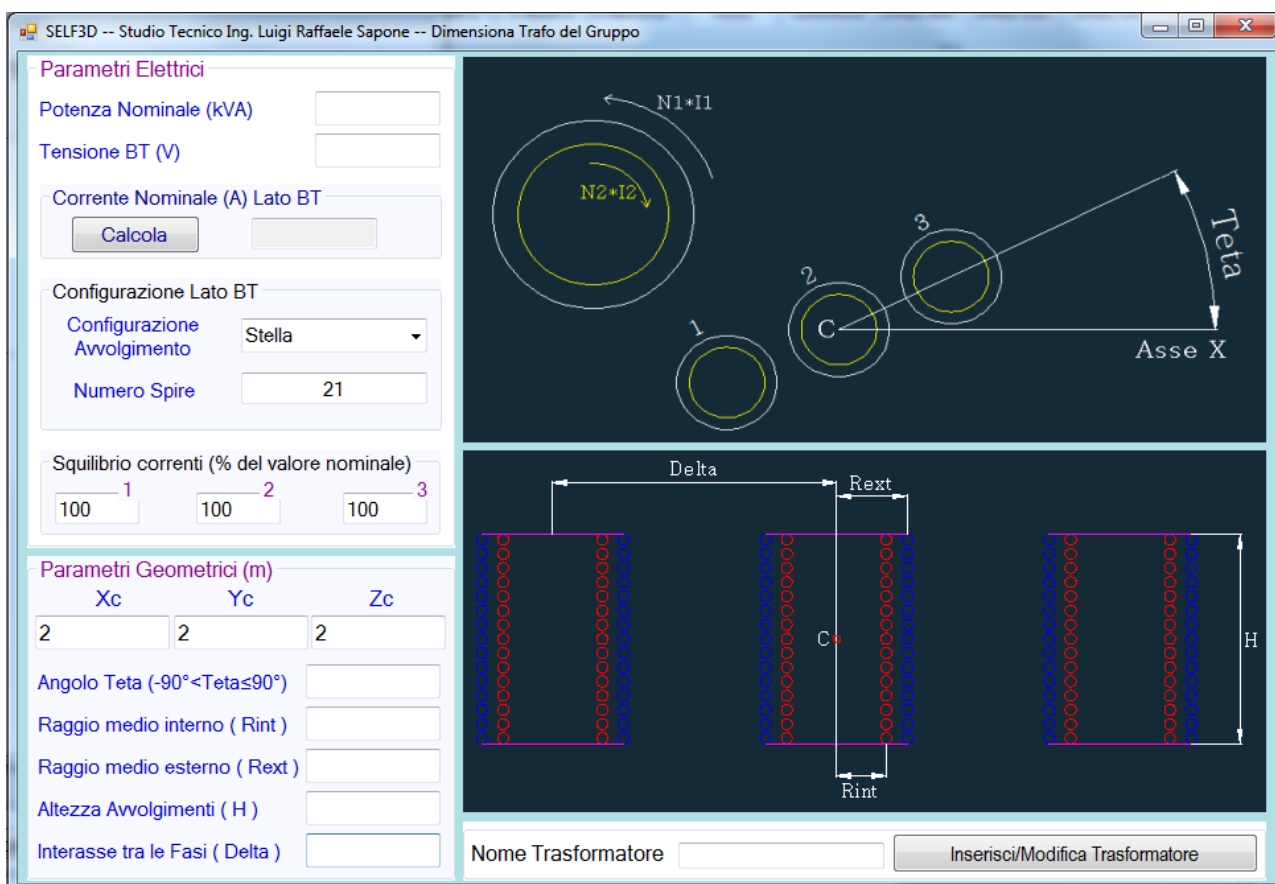 SELF3D -- Studio Tecnico Ing. Luigi Raffaele Sapone -- Dimensiona Trafo del Gruppo
Parametri Elettrici
Potenza Nominale (kVA)
Tensione BT (V)
Corrente Nominale (A) Lato BT
Calcola
Configurazione Lato BT
Configurazione
Avvolgimento
Stella
Numero Spire
21
Squilibrio correnti (% del valore nominale)
1
2
3
100
100
100
Parametri Geometrici (m)
Xc
Yc
Zc
2
2
2
Angolo Teta (-90°<Teta≤90°)
Raggio medio interno ( Rint )
Raggio medio esterno ( Rext )
Altezza Avvolgimenti ( H )
Interasse tra le Fasi ( Delta )
N1*I1
N2*I2
1
2
3
C
Teta
Asse X
Delta
Rext
C
H
Rint
Nome Trasformatore
Inserisci/Modifica Trasformatore